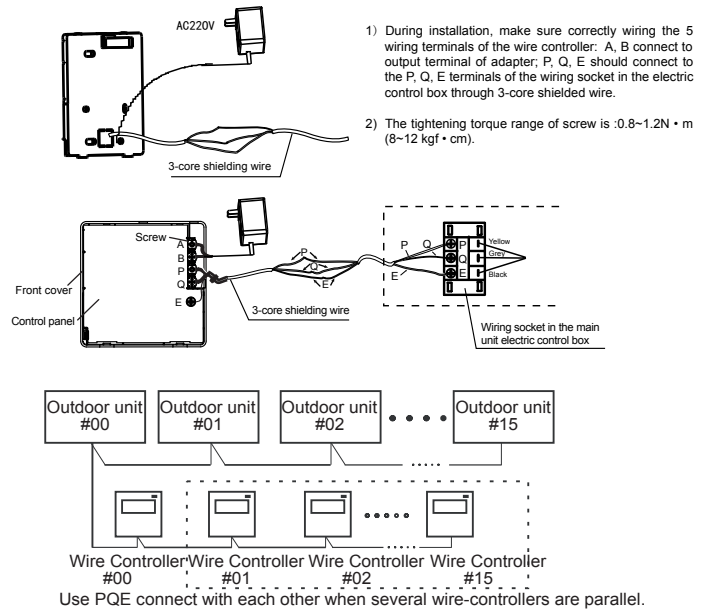 AC220V
3-core shielding wire
1) During installation, make sure correctly wiring the 5
wiring terminals of the wire controller: A, B connect to
output terminal of adapter; P, Q, E should connect to
the P, Q, E terminals of the wiring socket in the electric
control box through 3-core shielded wire.
2) The tightening torque range of screw is :0.8~1.2N • m
(8~12 kgf • cm).
Screw
A
B
P
Q
E
Front cover
Control panel
3-core shielding wire
P
Q
E
P
Q
E
P
Q
E
Yellow
Grey
Black
Wiring socket in the main
unit electric control box
Outdoor unit
#00
Outdoor unit
#01
Outdoor unit
#02
Outdoor unit
#15
Wire Controller
#00
Wire Controller
#01
Wire Controller
#02
Wire Controller
#15
Use PQE connect with each other when several wire-controllers are parallel.